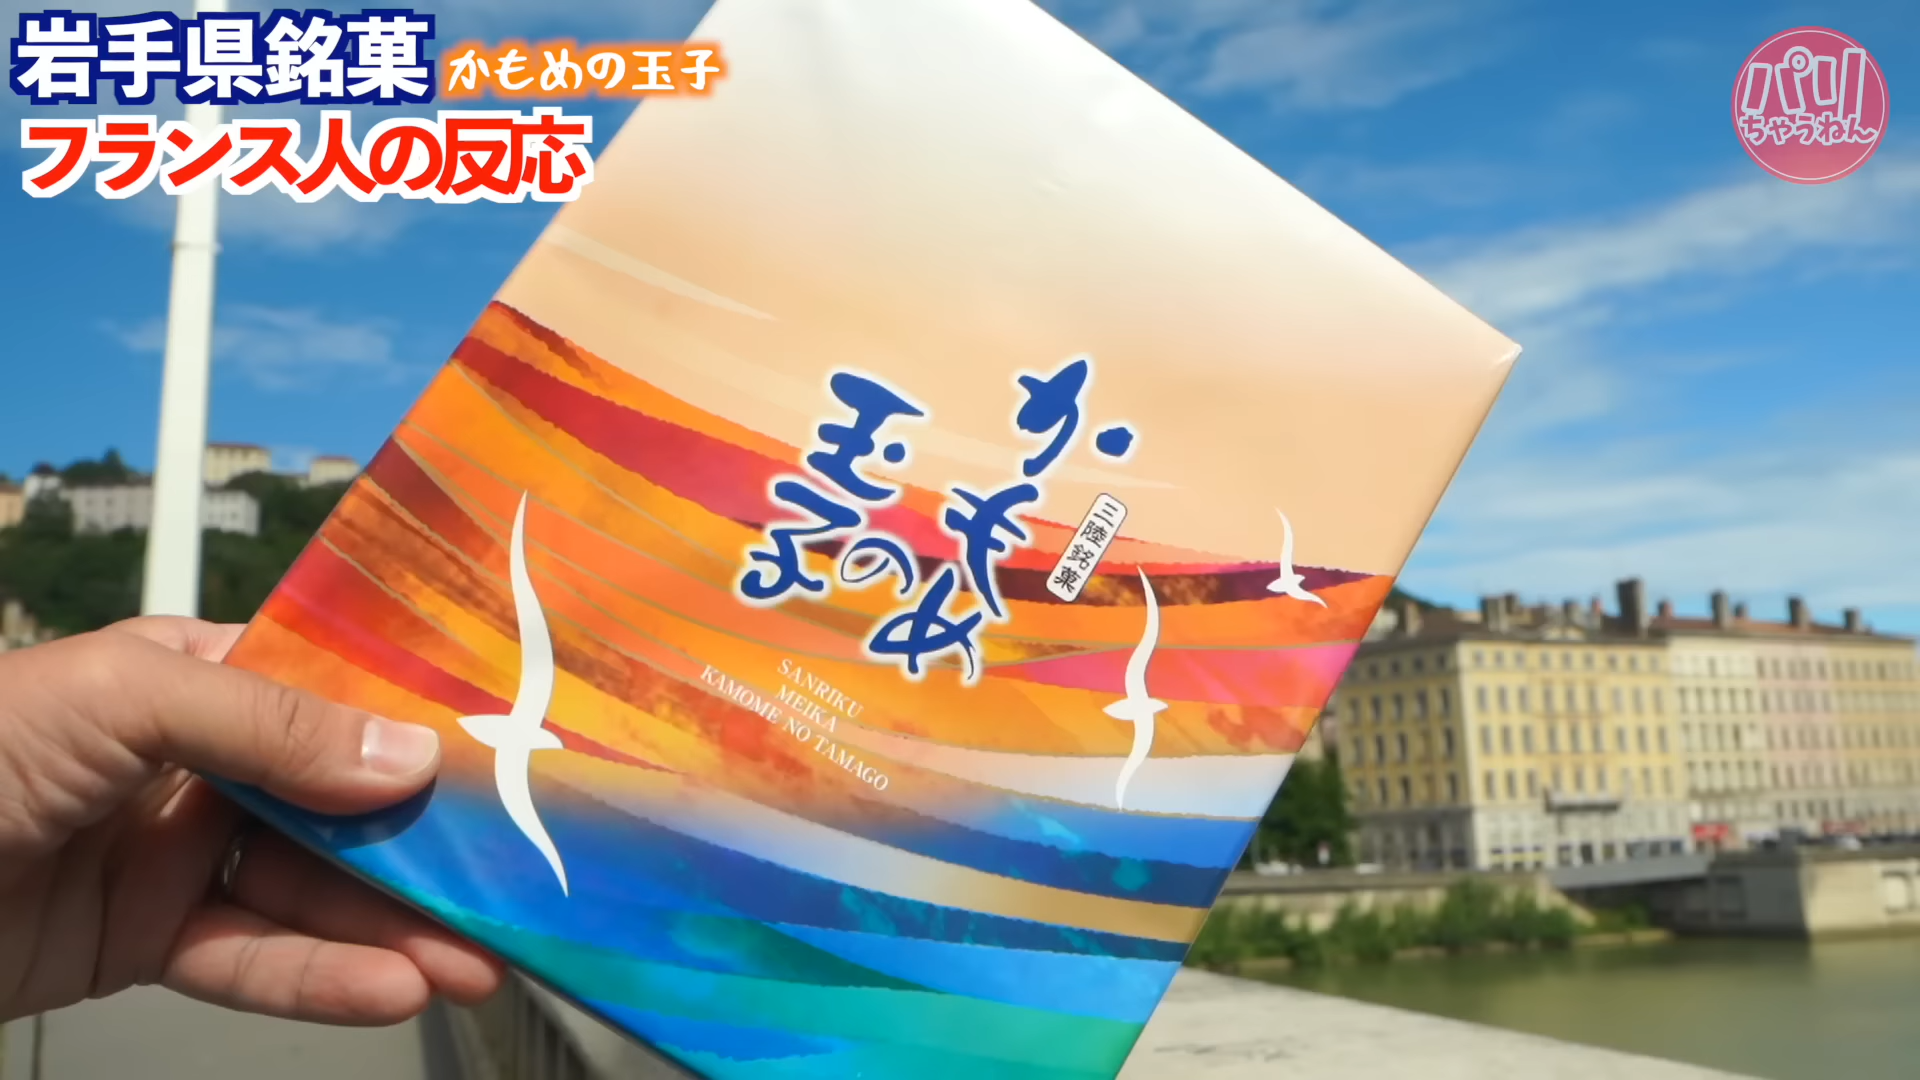 岩手県銘菓 かもめの玉子
フランス人の反応
パリ
ちゃうねん
かもめ
の玉子
三陸銘菓
SANRIKU
MEIKA
KAMOME NO TAMAGO